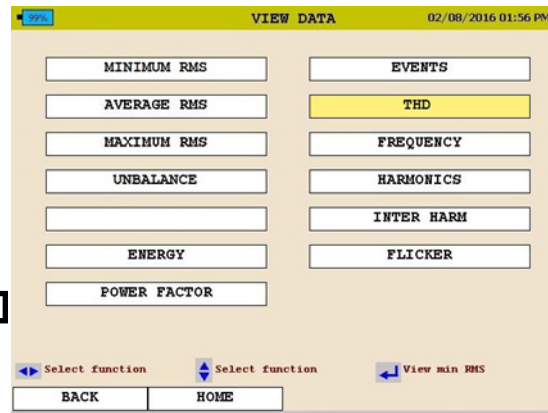 99% VIEW DATA 02/08/2016 01:56 PM
MINIMUM RMS EVENTS
AVERAGE RMS THD
MAXIMUM RMS FREQUENCY
UNBALANCE HARMONICS
INTER HARM
ENERGY FLICKER
POWER FACTOR
Select function Select function View min RMS
BACK HOME